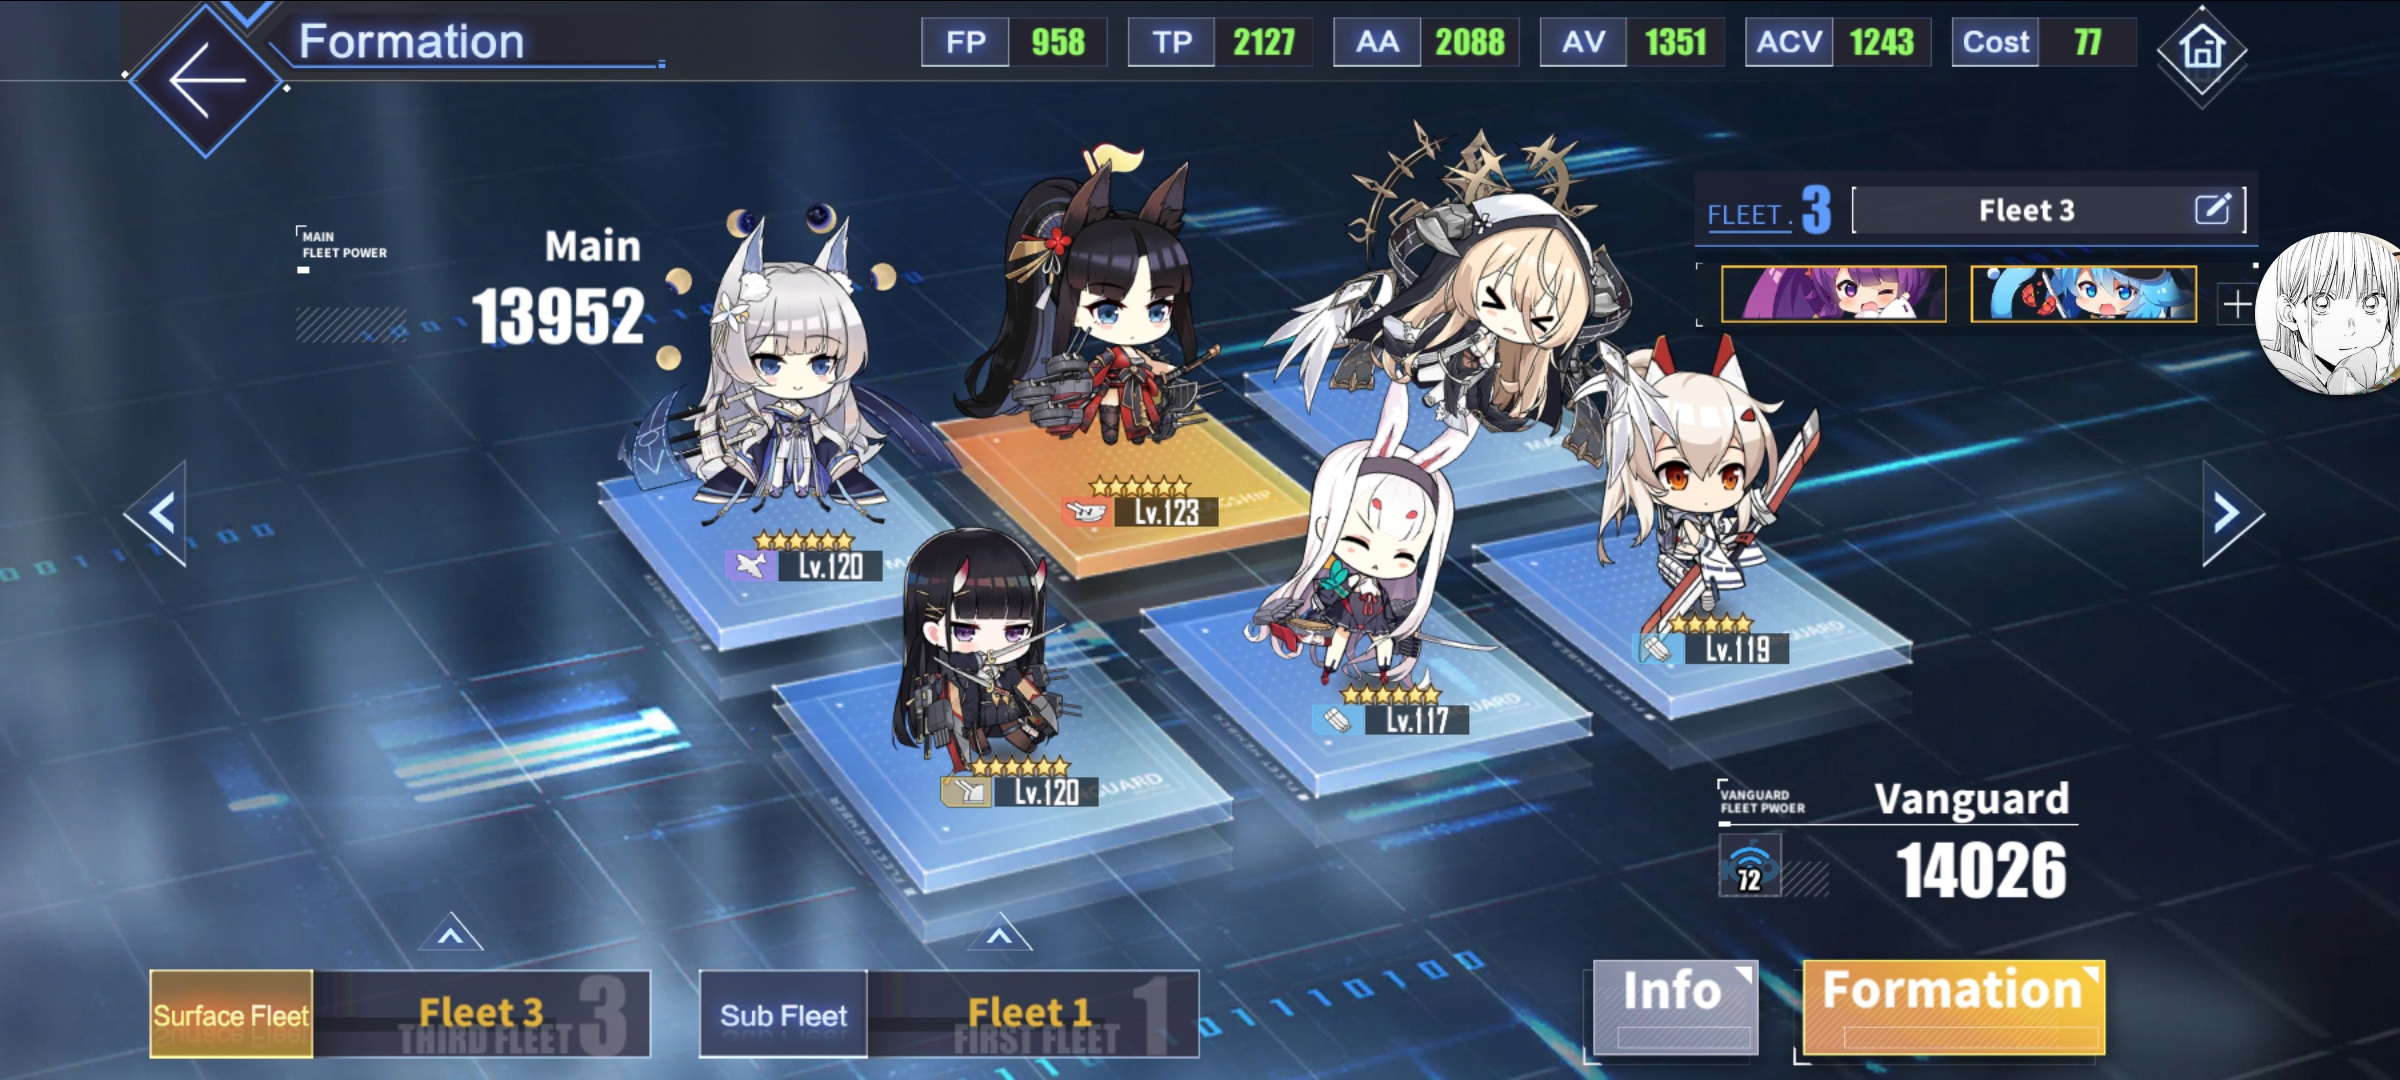 Formation
FP 958 TP 2127 AA 2088 AV 1351 ACV 1243 Cost 77
FLEET. 3 Fleet 3
MAIN
FLEET POWER
Main
13952
Lv.123
Lv.120
Lv.119
Lv.117
Lv.120
VANGUARD
FLEET PWOER
Vanguard
72
14026
Surface Fleet
Fleet 3
THIRD FLEET 3
Sub Fleet
Fleet 1
FIRST FLEET 1
Info
Formation